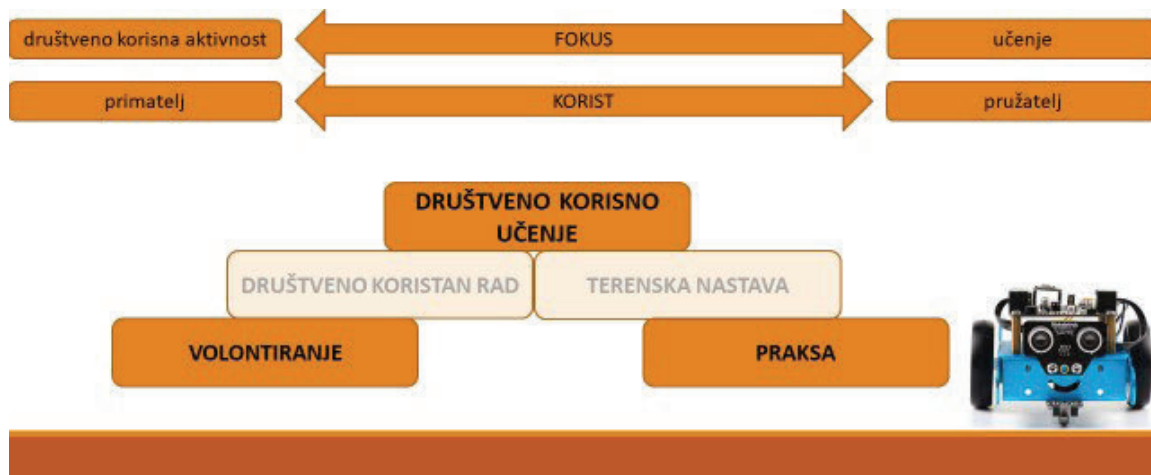 društveno korisna aktivnost
FOKUS
učenje
primatelj
KORIST
pružatelj
DRUŠTVENO KORISNO
UČENJE
DRUŠTVENO KORISTAN RAD
TERENSKA NASTAVA
VOLONTIRANJE
PRAKSA